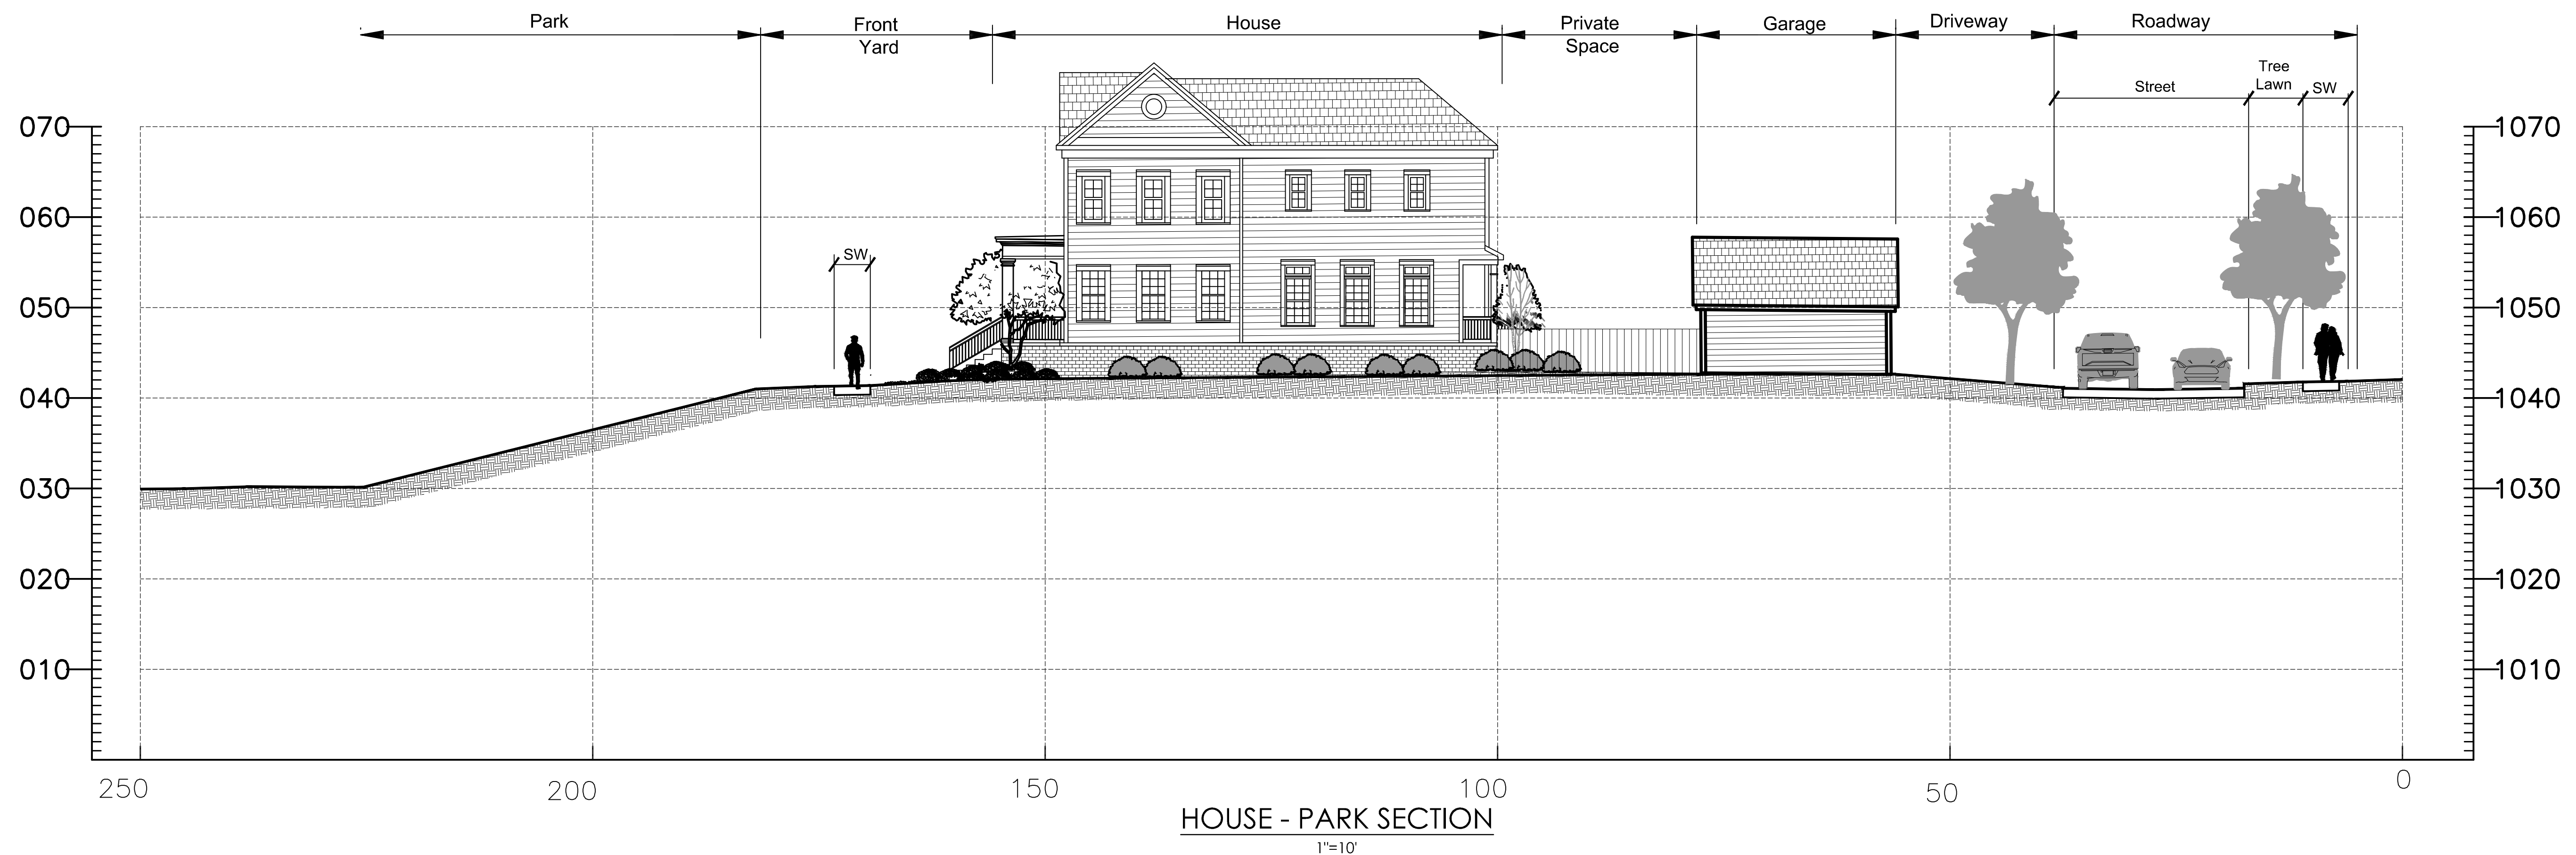 Park
Front
Yard
House
Private
Space
Garage
Driveway
Roadway
Street
Tree
Lawn
SW
SW
070
060
050
040
030
020
010
1070
1060
1050
1040
1030
1020
1010
250
200
150
100
50
0
HOUSE - PARK SECTION
1"=10'